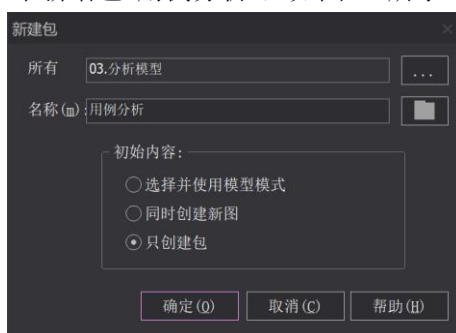 新建包
所有 03.分析模型 ...
名称(m): 用例分析
初始内容:
选择并使用模型模式
同时创建新图
只创建包
确定(O) 取消(C) 帮助(H)